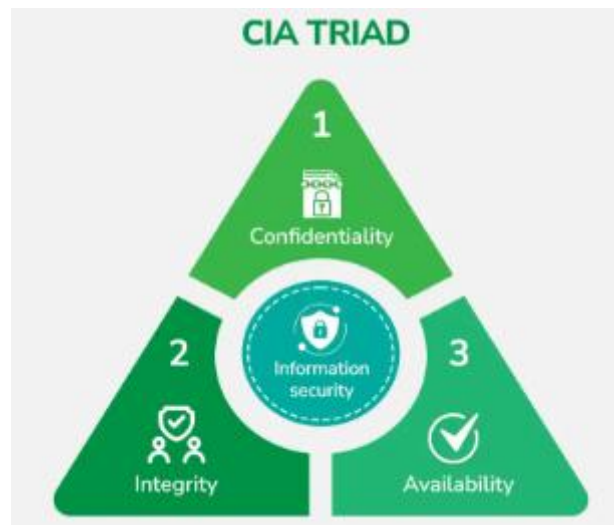 CIA TRIAD
1
Confidentiality
Information
security
2
Integrity
3
Availability